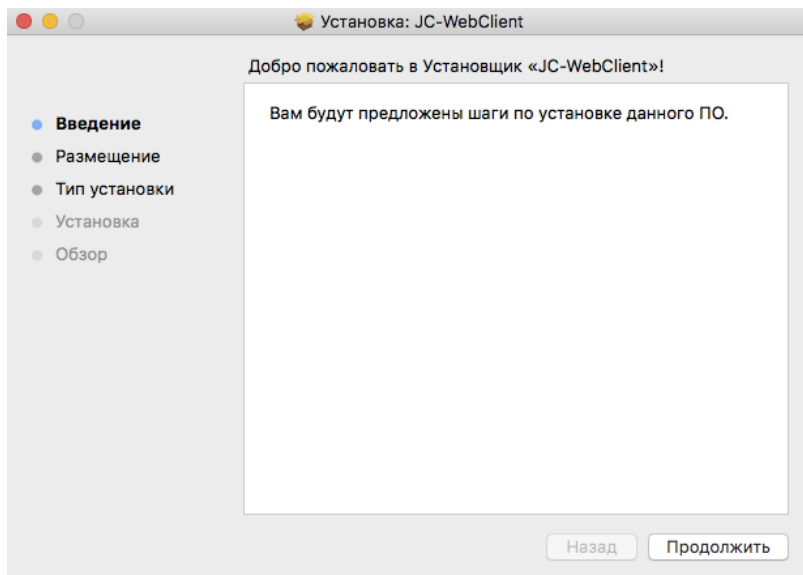 Установка: JC-WebClient
Добро пожаловать в Установщик «JC-WebClient»!
Введение
Размещение
Тип установки
Установка
Обзор
Вам будут предложены шаги по установке данного ПО.
Назад
Продолжить